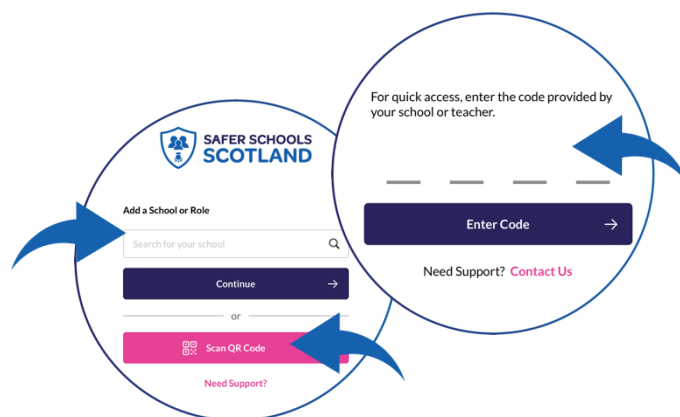 SAFER SCHOOLS
SCOTLAND
Add a School or Role
Search for your school
Continue
or
Scan QR Code
Need Support?
For quick access, enter the code provided by
your school or teacher.
Enter Code
Need Support? Contact Us